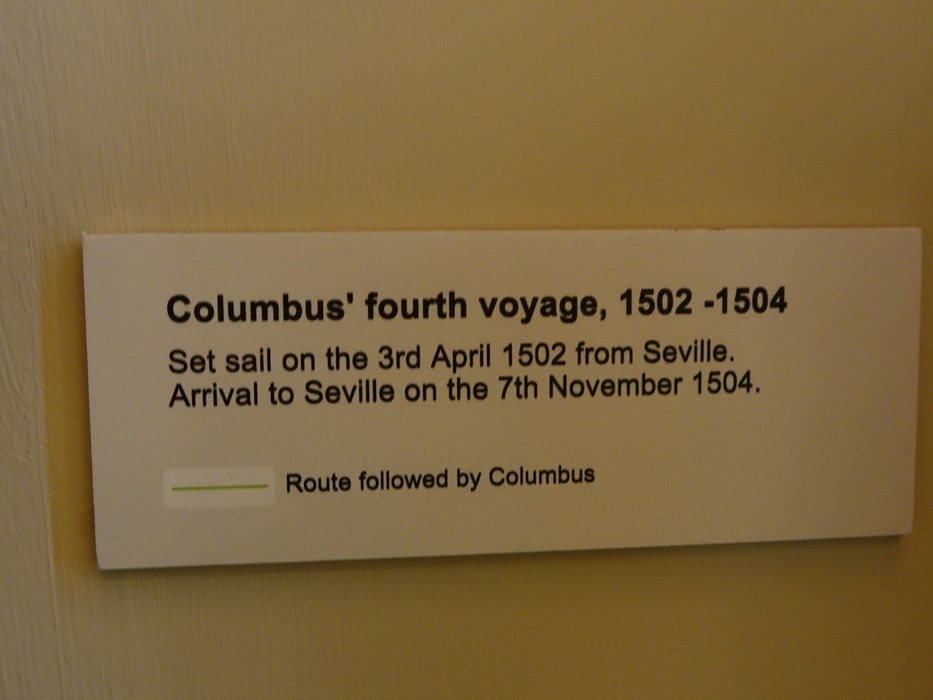 Columbus' fourth voyage, 1502 -1504
Set sail on the 3rd April 1502 from Seville.
Arrival to Seville on the 7th November 1504.
Route followed by Columbus